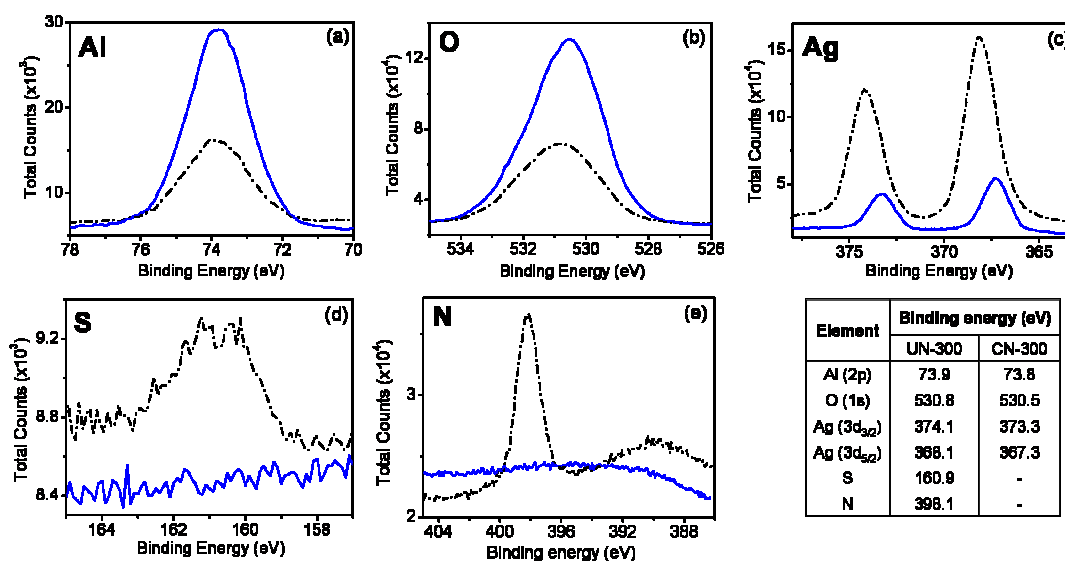 Al
(a)
30
20
10
Total Counts (x10³)
78 76 74 72 70
Binding Energy (eV)
O
(b)
12
8
4
Total Counts (x10⁴)
534 530 528 526
Binding Energy (eV)
Ag
(c)
15
10
5
Total Counts (x10⁴)
375 370 365
Binding Energy (eV)
S
(d)
9.2
8.8
8.4
Total Counts (x10³)
164 162 160 158
Binding Energy (eV)
N
(e)
3
2
Total Counts (x10³)
404 400 396 392 388
Binding energy (eV)
Element Binding energy (eV)
UN-300 CN-300
Al (2p) 73.9 73.8
O (1s) 530.8 530.5
Ag (3d3/2) 374.1 373.3
Ag (3d5/2) 368.1 367.3
S 160.9 -
N 398.1 -